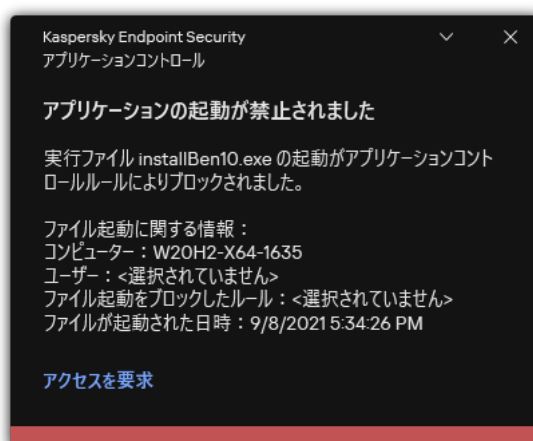 Kaspersky Endpoint Security
アプリケーションコントロール
アプリケーションの起動が禁止されました
実行ファイル installBen10.exe の起動がアプリケーションコント
ロールルールによりブロックされました。
ファイル起動に関する情報：
コンピューター：W20H2-X64-1635
ユーザー：<選択されていません>
ファイル起動をブロックしたルール：<選択されていません>
ファイルが起動された日時：9/8/2021 5:34:26 PM
アクセスを要求